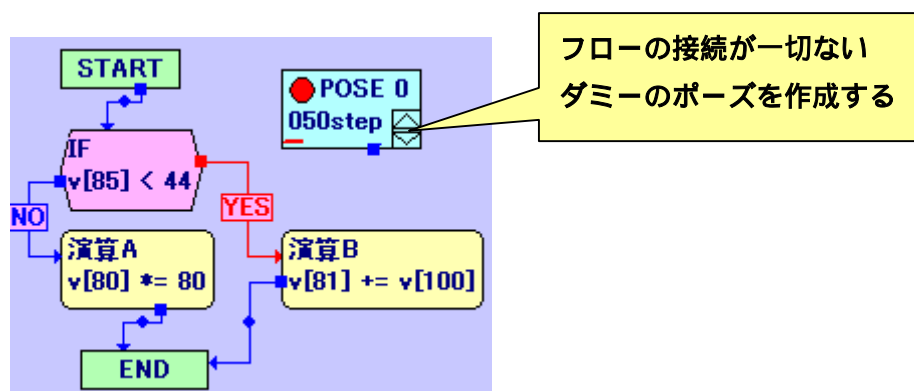 START
POSE 0
050step
フローの接続が一切ない
ダミーのポーズを作成する
IF
v[85] < 44
NO
YES
演算A
v[80] *= 80
演算B
v[81] += v[100]
END